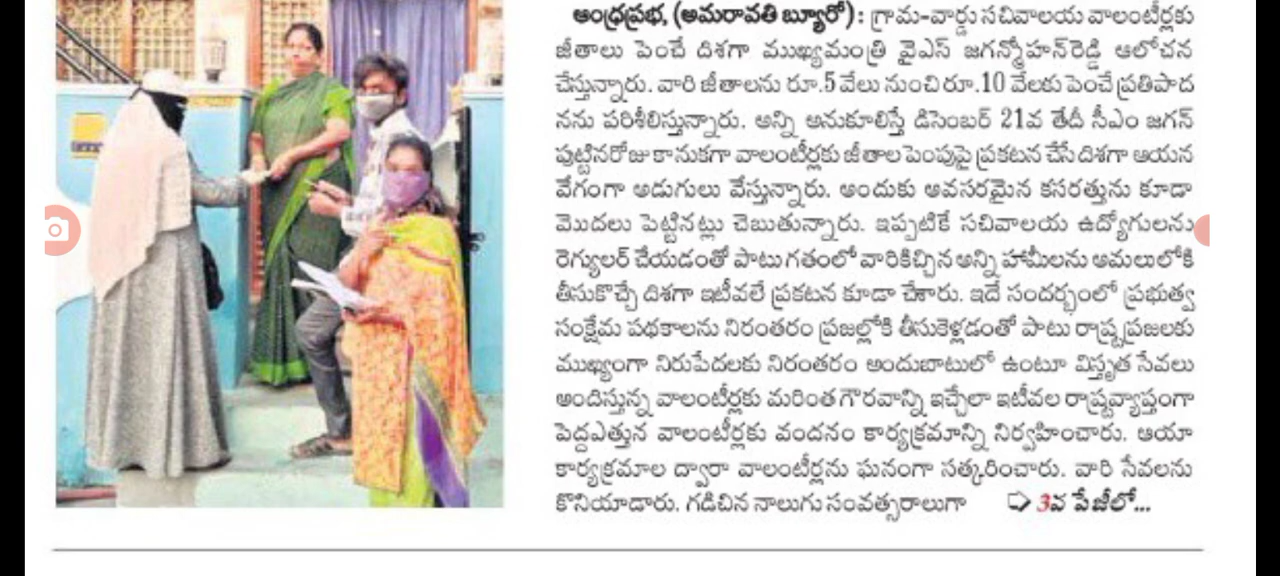 ఆంధ్రప్రభ, (అమరావతి బ్యూరో) : గ్రామ-వార్డు సచివాలయ వాలంటీర్లకు
జీతాలు పెంచే దిశగా ముఖ్యమంత్రి వైఎస్ జగన్మోహన్‌రెడ్డి ఆలోచన
చేస్తున్నారు. వారి జీతాలను రూ.5 వేలు నుంచి రూ.10 వేలకు పెంచే ప్రతిపాద
నను పరిశీలిస్తున్నారు. అన్ని అనుకూలిస్తే డిసెంబర్ 21వ తేదీ సీఎం జగన్
పుట్టినరోజు కానుకగా వాలంటీర్లకు జీతాల పెంపుపై ప్రకటన చేసే దిశగా ఆయన
వేగంగా అడుగులు వేస్తున్నారు. అందుకు అవసరమైన కసరత్తును కూడా
మొదలు పెట్టినట్లు చెబుతున్నారు. ఇప్పటికే సచివాలయ ఉద్యోగులను
రెగ్యులర్ చేయడంతో పాటు గతంలో వారికిచ్చిన అన్ని హామీలను అమలులోకి
తీసుకొచ్చే దిశగా ఇటీవలే ప్రకటన కూడా చేశారు. ఇదే సందర్భంలో ప్రభుత్వ
సంక్షేమ పథకాలను నిరంతరం ప్రజల్లోకి తీసుకెళ్లడంతో పాటు రాష్ట్ర ప్రజలకు
ముఖ్యంగా నిరుపేదలకు నిరంతరం అందుబాటులో ఉంటూ విస్తృత సేవలు
అందిస్తున్న వాలంటీర్లకు మరింత గౌరవాన్ని ఇచ్చేలా ఇటీవల రాష్ట్రవ్యాప్తంగా
పెద్దఎత్తున వాలంటీర్లకు వందనం కార్యక్రమాన్ని నిర్వహించారు. ఆయా
కార్యక్రమాల ద్వారా వాలంటీర్లను ఘనంగా సత్కరించారు. వారి సేవలను
కొనియాడారు. గడిచిన నాలుగు సంవత్సరాలుగా ➩ 3వ పేజీలో...